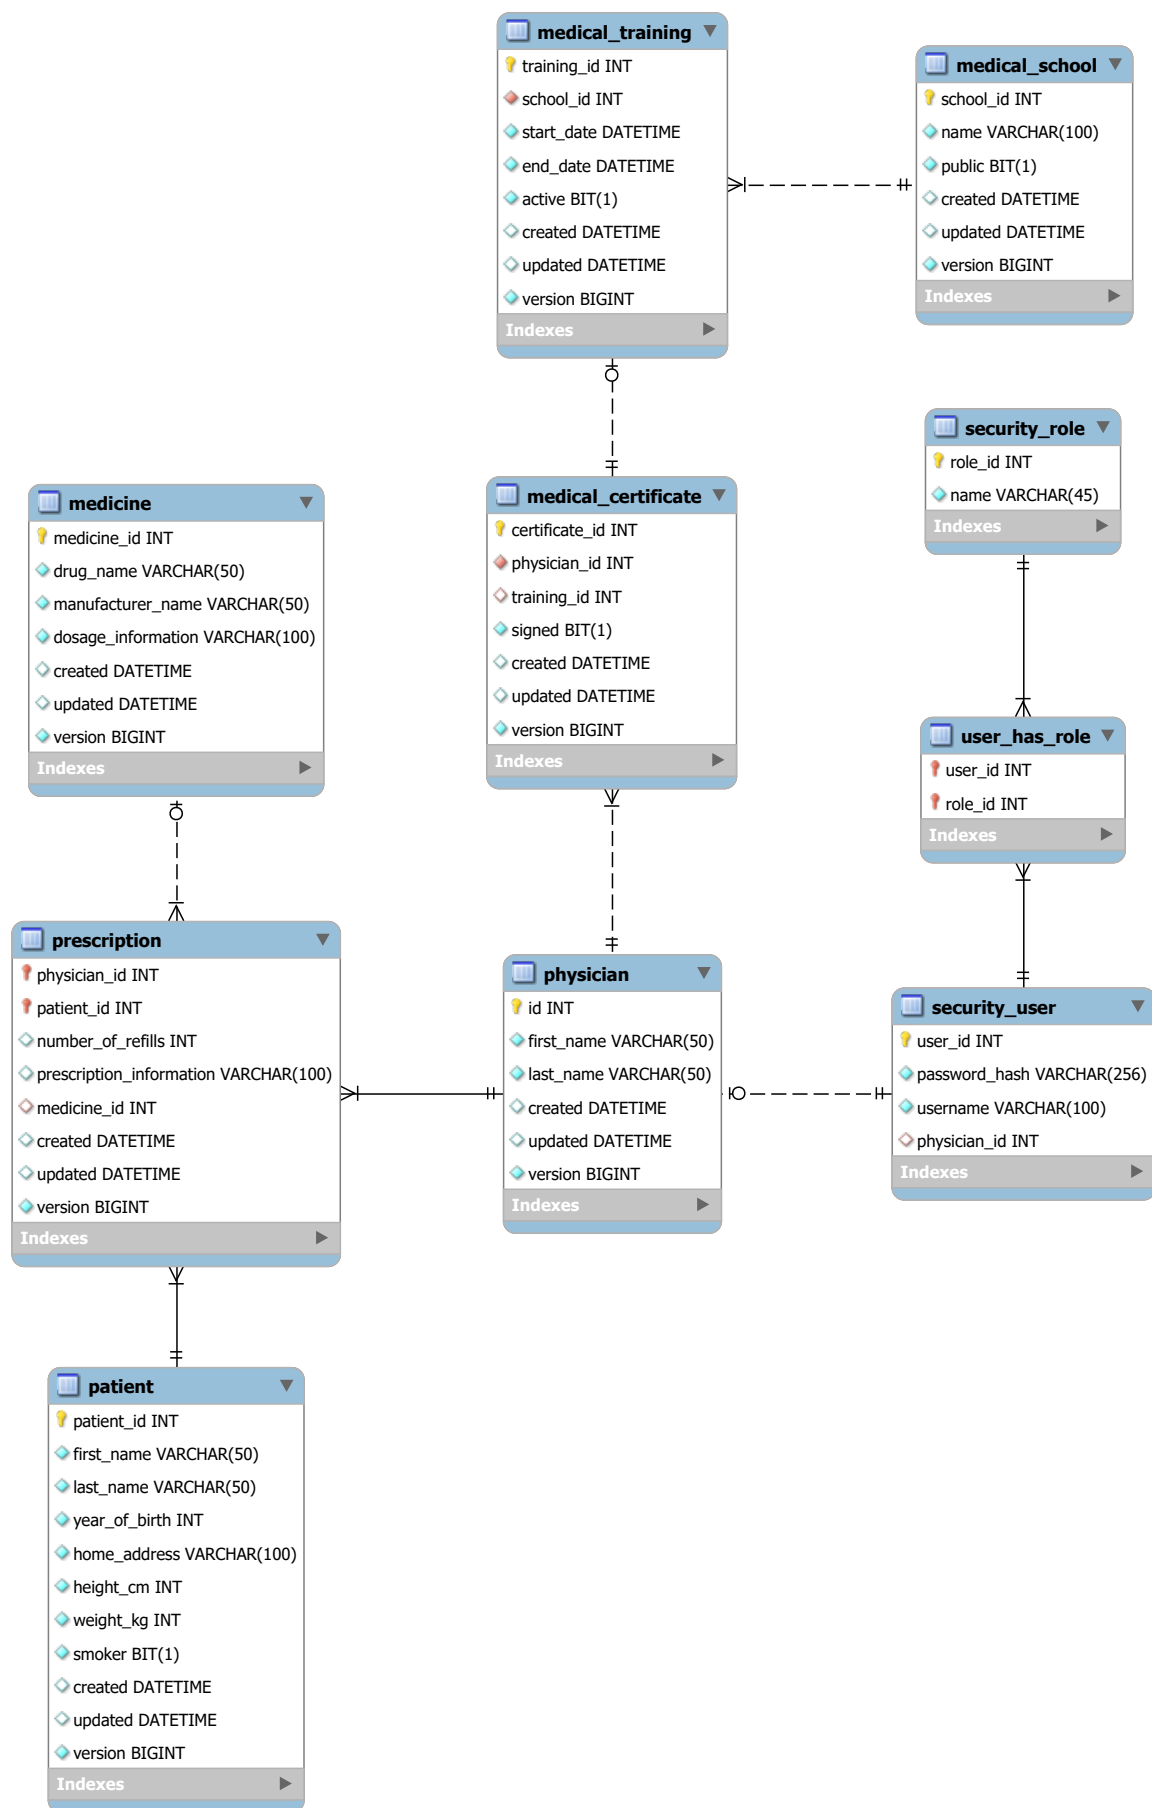 medical_training
training_id INT
school_id INT
start_date DATETIME
end_date DATETIME
active BIT(1)
created DATETIME
updated DATETIME
version BIGINT
Indexes
medical_school
school_id INT
name VARCHAR(100)
public BIT(1)
created DATETIME
updated DATETIME
version BIGINT
Indexes
security_role
role_id INT
name VARCHAR(45)
Indexes
medicine
medicine_id INT
drug_name VARCHAR(50)
manufacturer_name VARCHAR(50)
dosage_information VARCHAR(100)
created DATETIME
updated DATETIME
version BIGINT
Indexes
medical_certificate
certificate_id INT
physician_id INT
training_id INT
signed BIT(1)
created DATETIME
updated DATETIME
version BIGINT
Indexes
user_has_role
user_id INT
role_id INT
Indexes
prescription
physician_id INT
patient_id INT
number_of_refills INT
prescription_information VARCHAR(100)
medicine_id INT
created DATETIME
updated DATETIME
version BIGINT
Indexes
physician
id INT
first_name VARCHAR(50)
last_name VARCHAR(50)
created DATETIME
updated DATETIME
version BIGINT
Indexes
security_user
user_id INT
password_hash VARCHAR(256)
username VARCHAR(100)
physician_id INT
Indexes
patient
patient_id INT
first_name VARCHAR(50)
last_name VARCHAR(50)
year_of_birth INT
home_address VARCHAR(100)
height_cm INT
weight_kg INT
smoker BIT(1)
created DATETIME
updated DATETIME
version BIGINT
Indexes